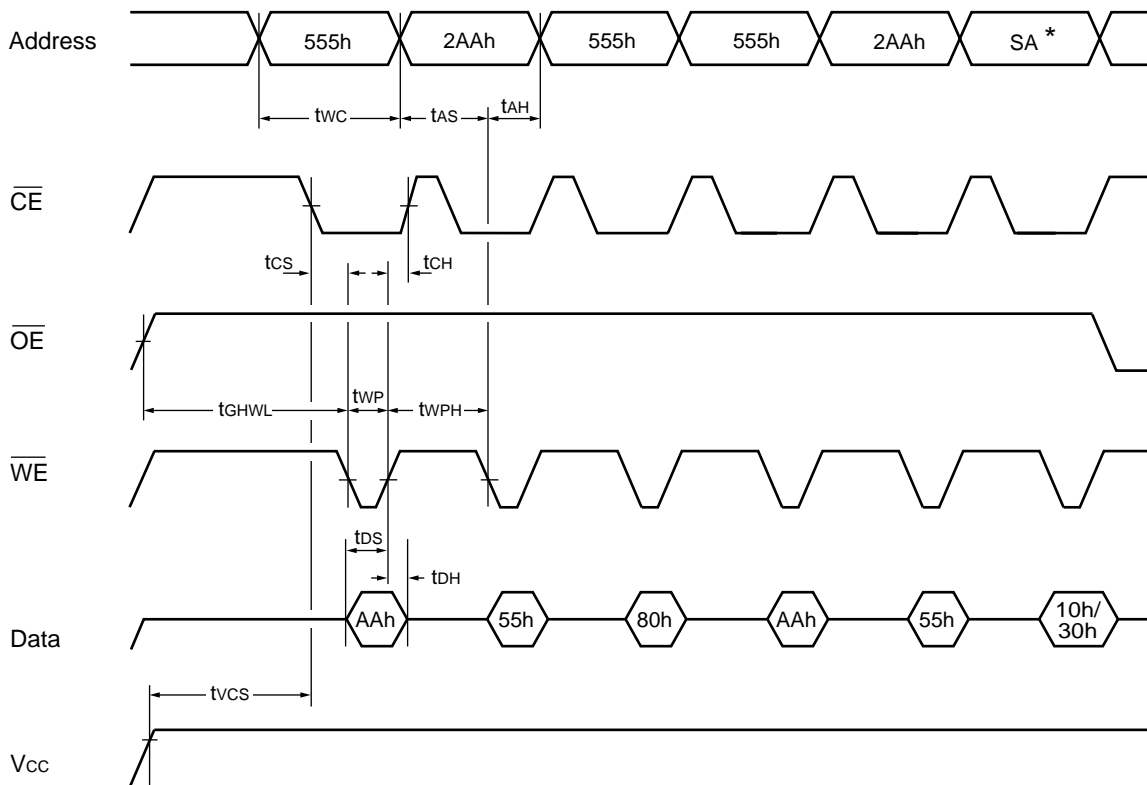 Address 555h 2AAh 555h 555h 2AAh SA *
tWC tAS tAH
CE
tCS tCH
OE
tGHWL tWP tWPH
WE
tDS
tDH
Data AAh 55h 80h AAh 55h 10h/
30h
tVCS
VCC